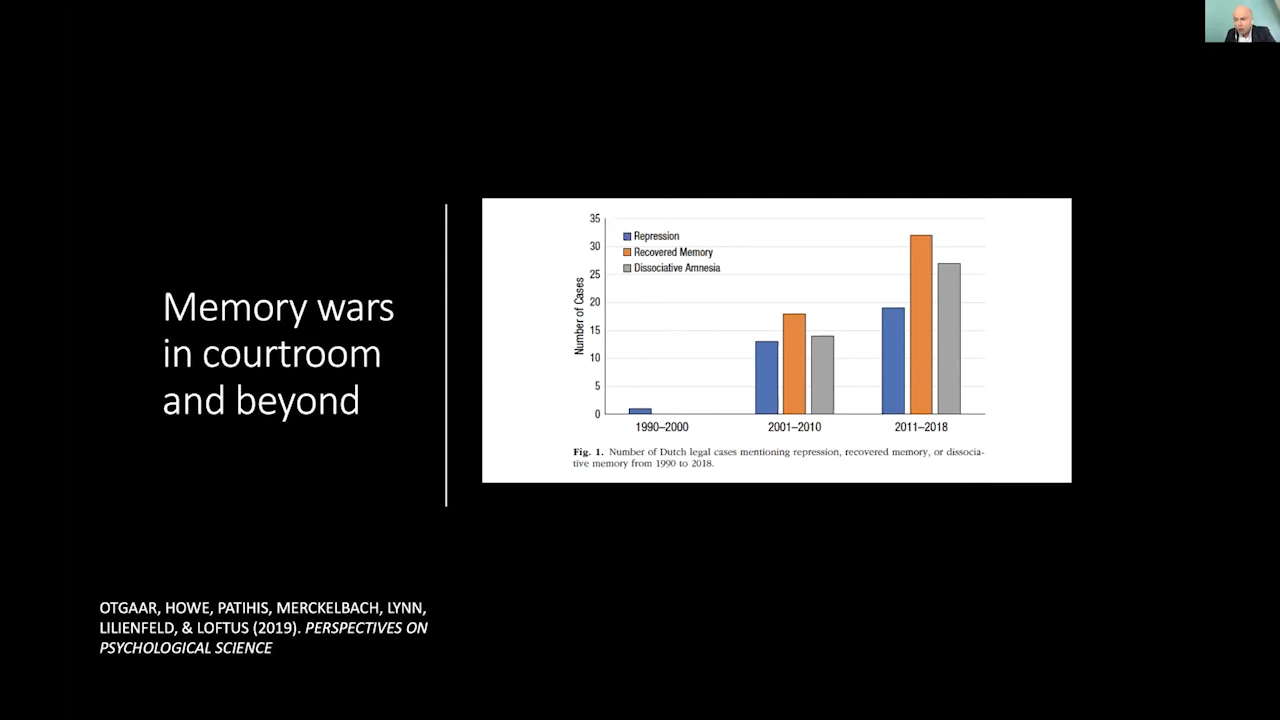 Memory wars
in courtroom
and beyond
35
30
25
20
15
10
5
0
Number of Cases
Repression
Recovered Memory
Dissociative Amnesia
1990–2000
2001–2010
2011–2018
Fig. 1. Number of Dutch legal cases mentioning repression, recovered memory, or dissocia-
tive memory from 1990 to 2018.
OTGAAR, HOWE, PATIHIS, MERCKELBACH, LYNN,
LILIENFELD, & LOFTUS (2019). PERSPECTIVES ON
PSYCHOLOGICAL SCIENCE